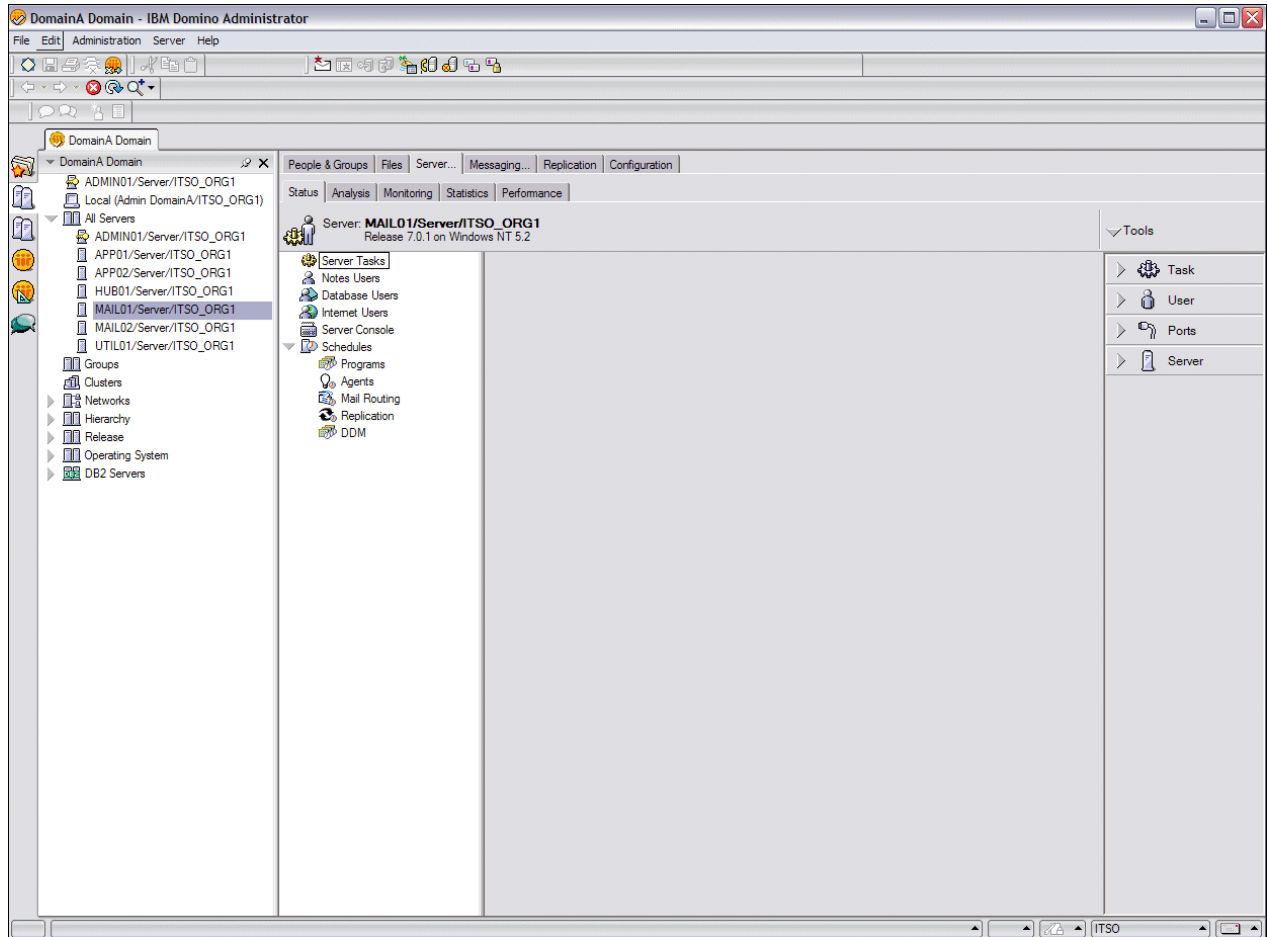 DomainA Domain - IBM Domino Administrator
File Edit Administration Server Help
DomainA Domain
DomainA Domain
ADMIN01/Server/ITSO_ORG1
Local (Admin DomainA/ITSO_ORG1)
All Servers
ADMIN01/Server/ITSO_ORG1
APP01/Server/ITSO_ORG1
APP02/Server/ITSO_ORG1
HUB01/Server/ITSO_ORG1
MAIL01/Server/ITSO_ORG1
MAIL02/Server/ITSO_ORG1
UTIL01/Server/ITSO_ORG1
Groups
Clusters
Networks
Hierarchy
Release
Operating System
DB2 Servers
People & Groups Files Server... Messaging... Replication Configuration
Status Analysis Monitoring Statistics Performance
Server: MAIL01/Server/ITSO_ORG1
Release 7.0.1 on Windows NT 5.2
Server Tasks
Notes Users
Database Users
Internet Users
Server Console
Schedules
Programs
Agents
Mail Routing
Replication
DDM
Tools
Task
User
Ports
Server
ITSO